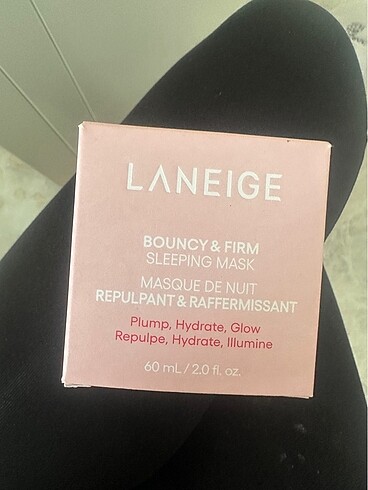 LANEIGE
BOUNCY & FIRM
SLEEPING MASK
MASQUE DE NUIT
REPULPANT & RAFFERMISSANT
Plump, Hydrate, Glow
Repulpe, Hydrate, Illumine
60 mL / 2.0 fl. oz.